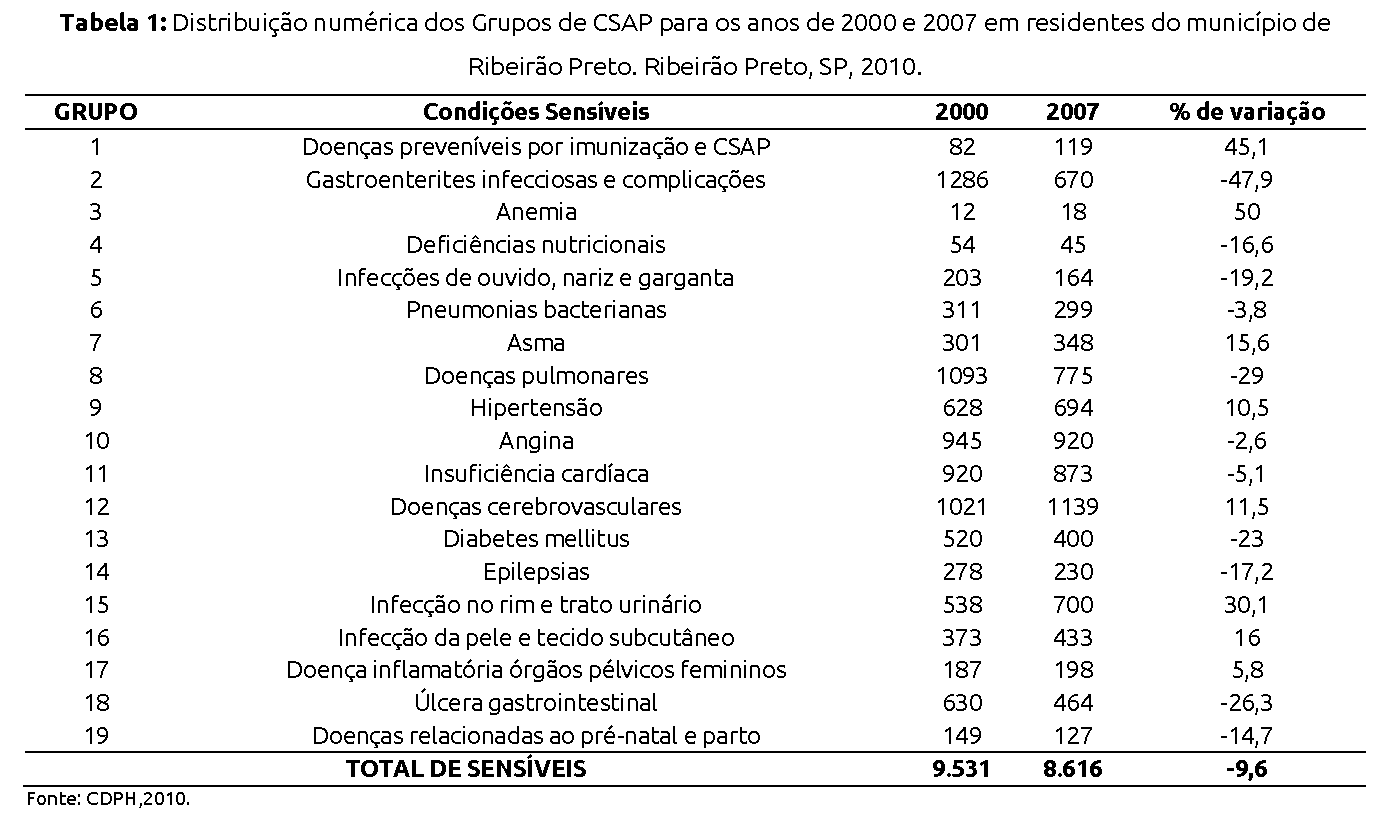 Tabela 1: Distribuição numérica dos Grupos de CSAP para os anos de 2000 e 2007 em residentes do município de
Ribeirão Preto. Ribeirão Preto, SP, 2010.
GRUPO Condições Sensíveis 2000 2007 % de variação
1 Doenças preveníveis por imunização e CSAP 82 119 45,1
2 Gastroenterites infecciosas e complicações 1286 670 -47,9
3 Anemia 12 18 50
4 Deficiências nutricionais 54 45 -16,6
5 Infecções de ouvido, nariz e garganta 203 164 -19,2
6 Pneumonias bacterianas 311 299 -3,8
7 Asma 301 348 15,6
8 Doenças pulmonares 1093 775 -29
9 Hipertensão 628 694 10,5
10 Angina 945 920 -2,6
11 Insuficiência cardíaca 920 873 -5,1
12 Doenças cerebrovasculares 1021 1139 11,5
13 Diabetes mellitus 520 400 -23
14 Epilepsias 278 230 -17,2
15 Infecção no rim e trato urinário 538 700 30,1
16 Infecção da pele e tecido subcutâneo 373 433 16
17 Doença inflamatória órgãos pélvicos femininos 187 198 5,8
18 Úlcera gastrointestinal 630 464 -26,3
19 Doenças relacionadas ao pré-natal e parto 149 127 -14,7
TOTAL DE SENSÍVEIS 9.531 8.616 -9,6
Fonte: CDPH,2010.